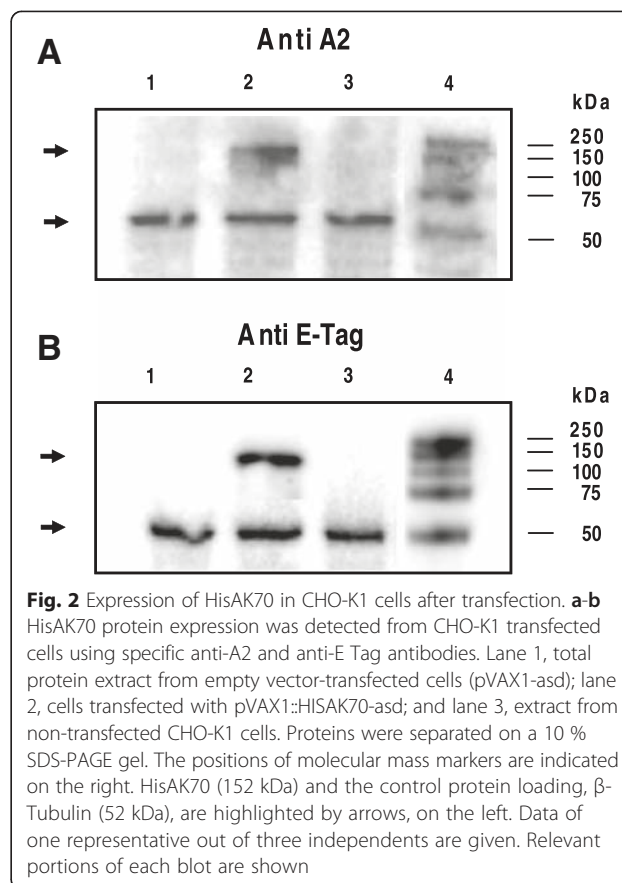 A
Anti A2
1 2 3 4
kDa
250
150
100
75
50
B
Anti E-Tag
1 2 3 4
kDa
250
150
100
75
50
Fig. 2 Expression of HisAK70 in CHO-K1 cells after transfection. a-b
HisAK70 protein expression was detected from CHO-K1 transfected
cells using specific anti-A2 and anti-E Tag antibodies. Lane 1, total
protein extract from empty vector-transfected cells (pVAX1-asd); lane
2, cells transfected with pVAX1::HISAK70-asd; and lane 3, extract from
non-transfected CHO-K1 cells. Proteins were separated on a 10 %
SDS-PAGE gel. The positions of molecular mass markers are indicated
on the right. HisAK70 (152 kDa) and the control protein loading, β-
Tubulin (52 kDa), are highlighted by arrows, on the left. Data of
one representative out of three independents are given. Relevant
portions of each blot are shown